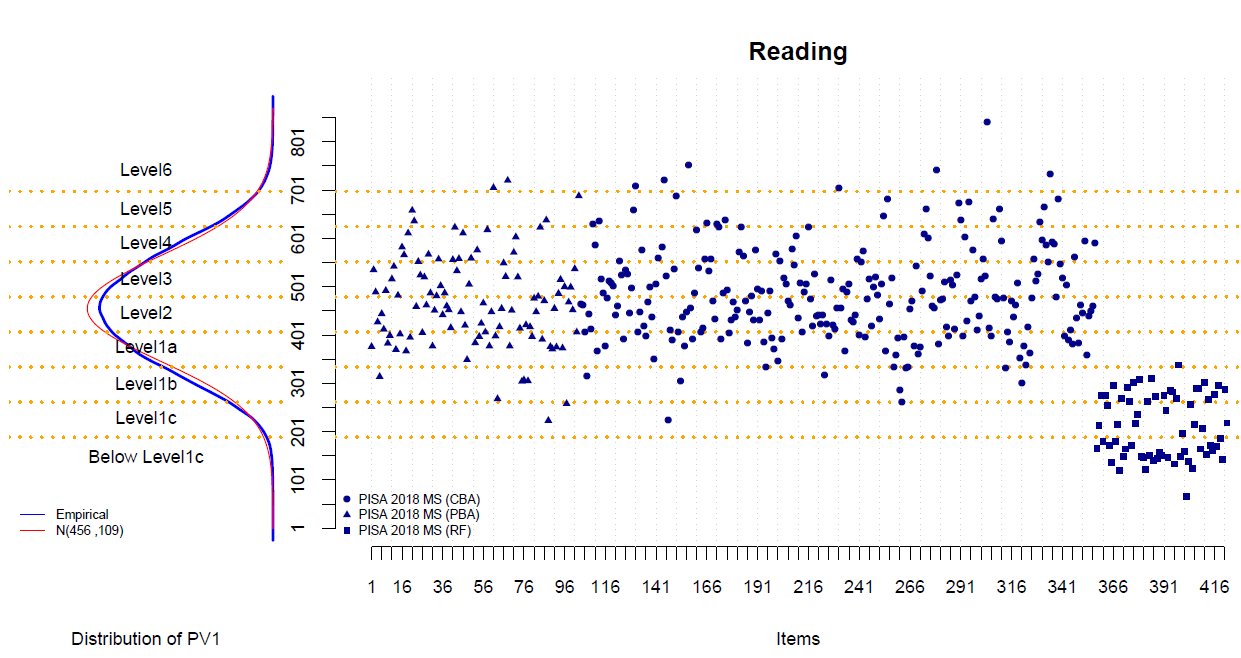 Reading
Level6
Level5
Level4
Level3
Level2
Level1a
Level1b
Level1c
Below Level1c
Empirical
N(456 ,109)
801
701
601
501
401
301
201
101
1
PISA 2018 MS (CBA)
PISA 2018 MS (PBA)
PISA 2018 MS (RF)
1 16 36 56 76 96 116 141 166 191 216 241 266 291 316 341 366 391 416
Distribution of PV1
Items